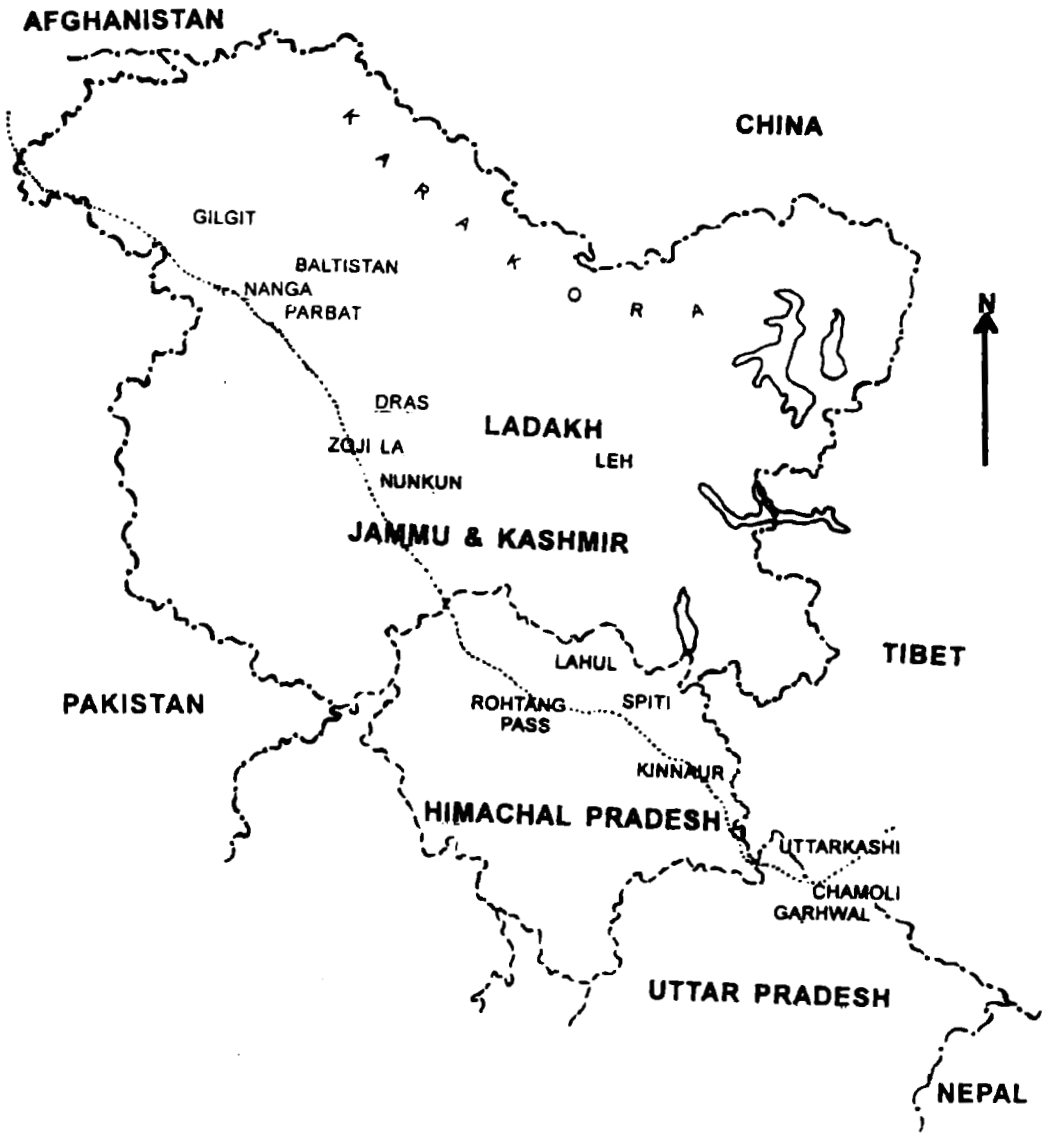 AFGHANISTAN
CHINA
KARAKORA
GILGIT
BALTISTAN
NANGA
PARBAT
N
DRAS
LADAKH
ZOJI LA
LEH
NUNKUN
JAMMU & KASHMIR
LAHUL
TIBET
PAKISTAN
ROHTANG
PASS
SPITI
KINNAUR
HIMACHAL PRADESH
UTTARKASHI
CHAMOLI
GARHWAL
UTTAR PRADESH
NEPAL